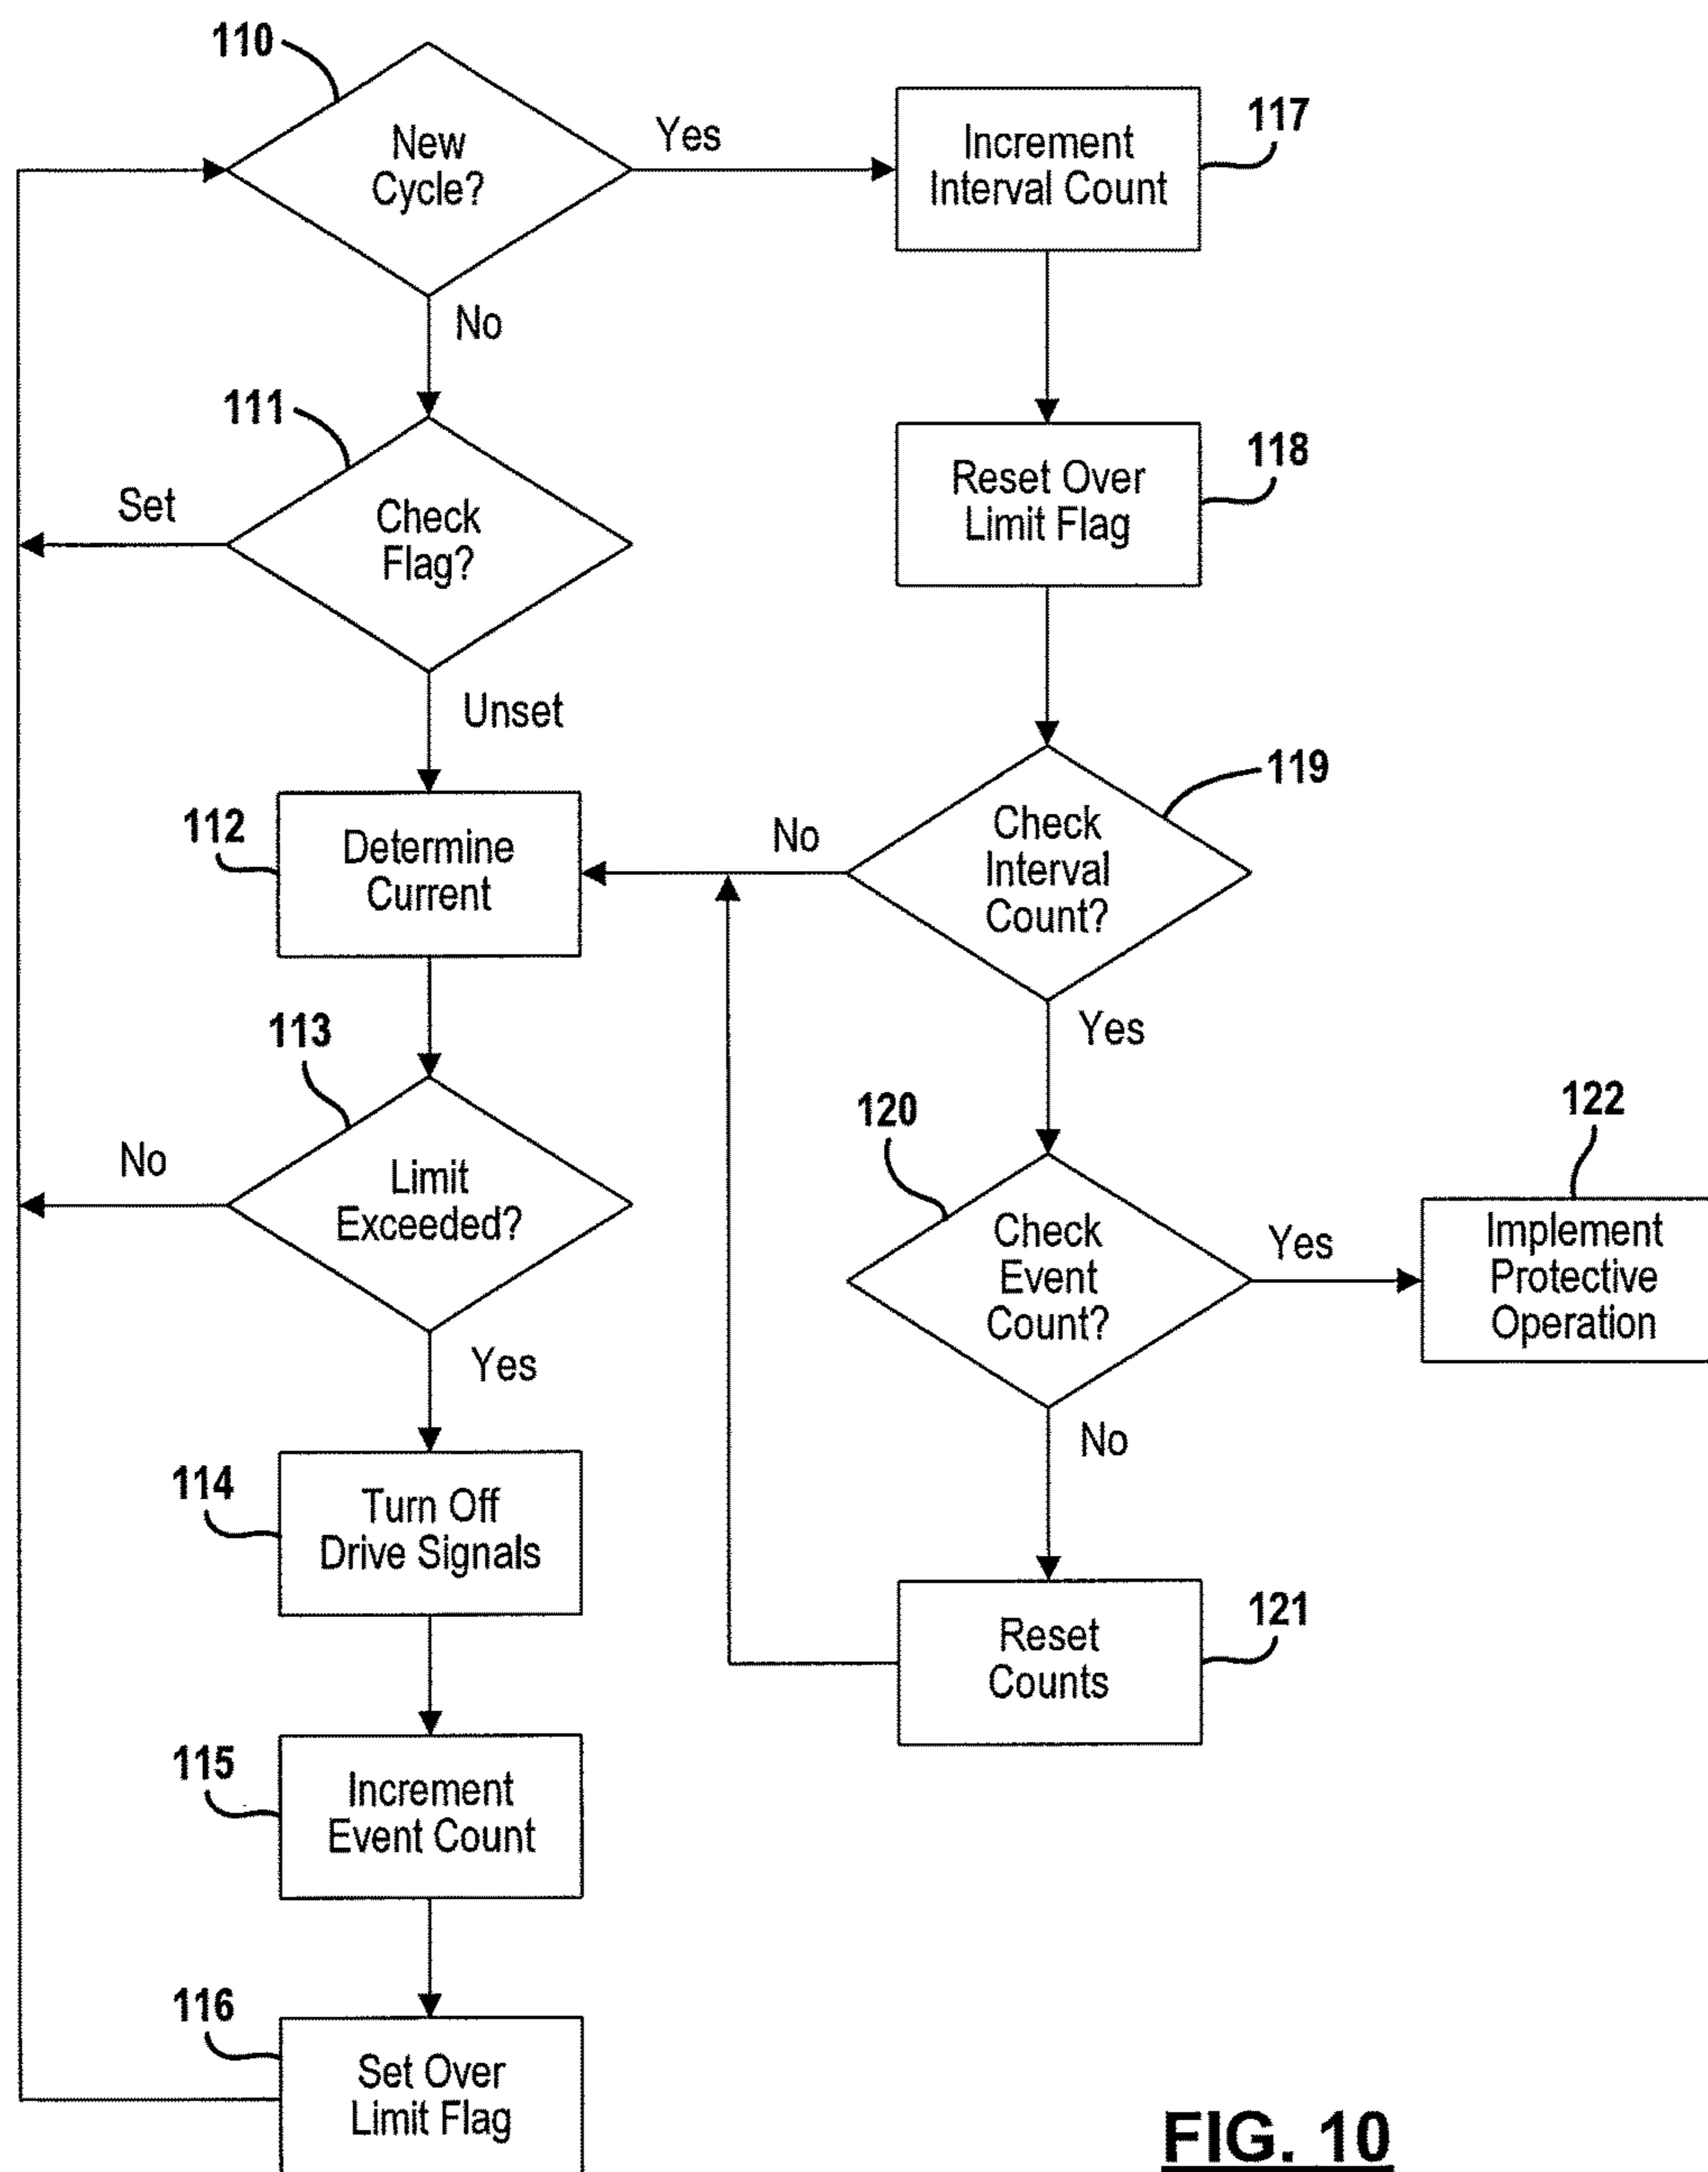 110
New
Cycle?
Yes
No
117
Increment
Interval Count
111
Check
Flag?
Set
Unset
118
Reset Over
Limit Flag
112
Determine
Current
No
119
Check
Interval
Count?
Yes
113
Limit
Exceeded?
No
Yes
120
Check
Event
Count?
Yes
No
122
Implement
Protective
Operation
114
Turn Off
Drive Signals
121
Reset
Counts
115
Increment
Event Count
116
Set Over
Limit Flag
FIG. 10